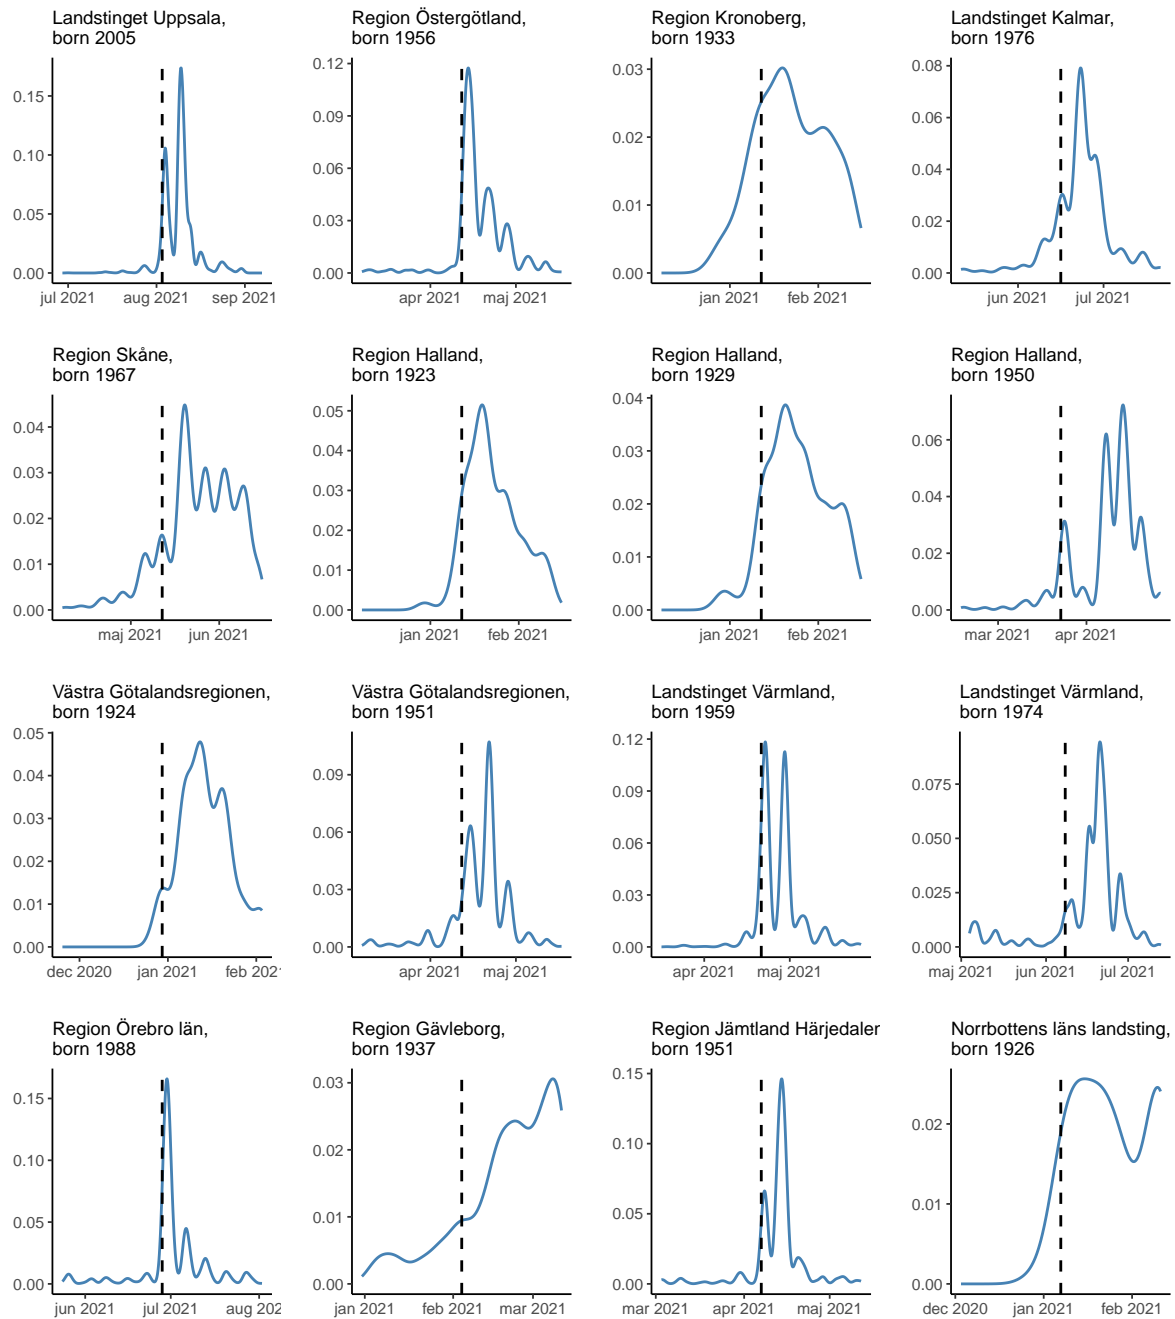 Landstinget Uppsala,
born 2005
0.15
0.10
0.05
0.00
jul 2021 aug 2021 sep 2021
Region Östergötland,
born 1956
0.12
0.09
0.06
0.03
0.00
apr 2021 maj 2021
Region Kronoberg,
born 1933
0.03
0.02
0.01
0.00
jan 2021 feb 2021
Landstinget Kalmar,
born 1976
0.08
0.06
0.04
0.02
0.00
jun 2021 jul 2021
Region Skåne,
born 1967
0.04
0.03
0.02
0.01
0.00
maj 2021 jun 2021
Region Halland,
born 1923
0.05
0.04
0.03
0.02
0.01
0.00
jan 2021 feb 2021
Region Halland,
born 1929
0.04
0.03
0.02
0.01
0.00
jan 2021 feb 2021
Region Halland,
born 1950
0.06
0.04
0.02
0.00
mar 2021 apr 2021
Västra Götalandsregionen,
born 1924
0.05
0.04
0.03
0.02
0.01
0.00
dec 2020 jan 2021 feb 202
Västra Götalandsregionen,
born 1951
0.09
0.06
0.03
0.00
apr 2021 maj 2021
Landstinget Värmland,
born 1959
0.12
0.09
0.06
0.03
0.00
apr 2021 maj 2021
Landstinget Värmland,
born 1974
0.075
0.050
0.025
0.000
maj 2021 jun 2021 jul 2021
Region Örebro län,
born 1988
0.15
0.10
0.05
0.00
jun 2021 jul 2021 aug 202
Region Gävleborg,
born 1937
0.03
0.02
0.01
0.00
jan 2021 feb 2021 mar 2021
Region Jämtland Härjedalen
born 1951
0.15
0.10
0.05
0.00
mar 2021 apr 2021 maj 2021
Norrbottens läns landsting,
born 1926
0.02
0.01
0.00
dec 2020 jan 2021 feb 2021